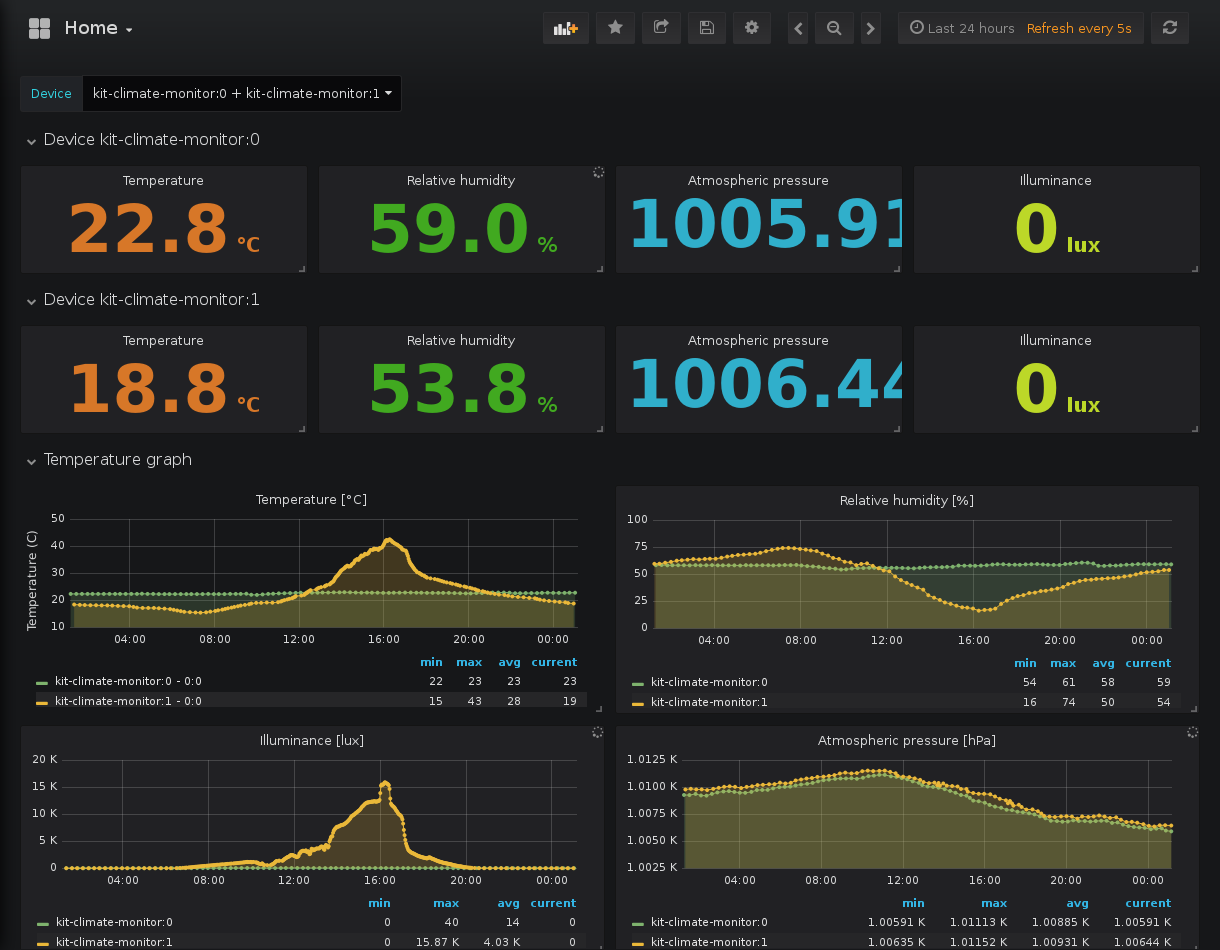 Home
Last 24 hours Refresh every 5s
Device kit-climate-monitor:0 + kit-climate-monitor:1
Device kit-climate-monitor:0
Temperature Relative humidity Atmospheric pressure Illuminance
22.8 °C 59.0 % 1005.91 0 lux
Device kit-climate-monitor:1
Temperature Relative humidity Atmospheric pressure Illuminance
18.8 °C 53.8 % 1006.44 0 lux
Temperature graph
Temperature [°C]
Temperature (C)
50
40
30
20
10
04:00 08:00 12:00 16:00 20:00 00:00
min max avg current
kit-climate-monitor:0 - 0:0 22 23 23 23
kit-climate-monitor:1 - 0:0 15 43 28 19
Relative humidity [%]
100
75
50
25
0
04:00 08:00 12:00 16:00 20:00 00:00
min max avg current
kit-climate-monitor:0 54 61 58 59
kit-climate-monitor:1 16 74 50 54
Illuminance [lux]
20 K
15 K
10 K
5 K
0
04:00 08:00 12:00 16:00 20:00 00:00
min max avg current
kit-climate-monitor:0 0 40 14 0
kit-climate-monitor:1 0 15.87 K 4.03 K 0
Atmospheric pressure [hPa]
1.0125 K
1.0100 K
1.0075 K
1.0050 K
1.0025 K
04:00 08:00 12:00 16:00 20:00 00:00
min max avg current
kit-climate-monitor:0 1.00591 K 1.01113 K 1.00885 K 1.00591 K
kit-climate-monitor:1 1.00635 K 1.01152 K 1.00931 K 1.00644 K